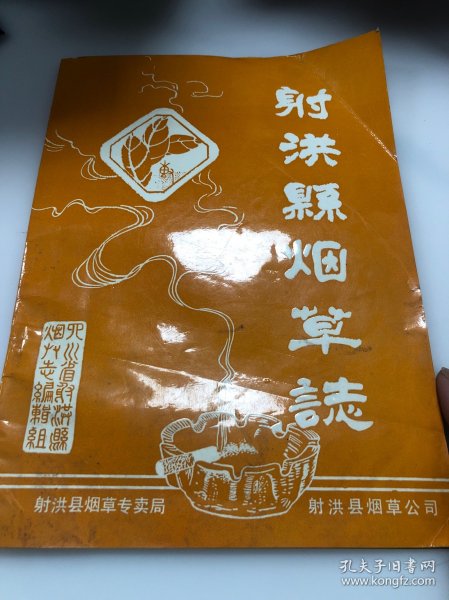 射洪縣烟草誌
四川省射洪縣
烟草志编輯組
射洪县烟草专卖局
射洪县烟草公司
孔夫子旧书网
www.kongfz.com